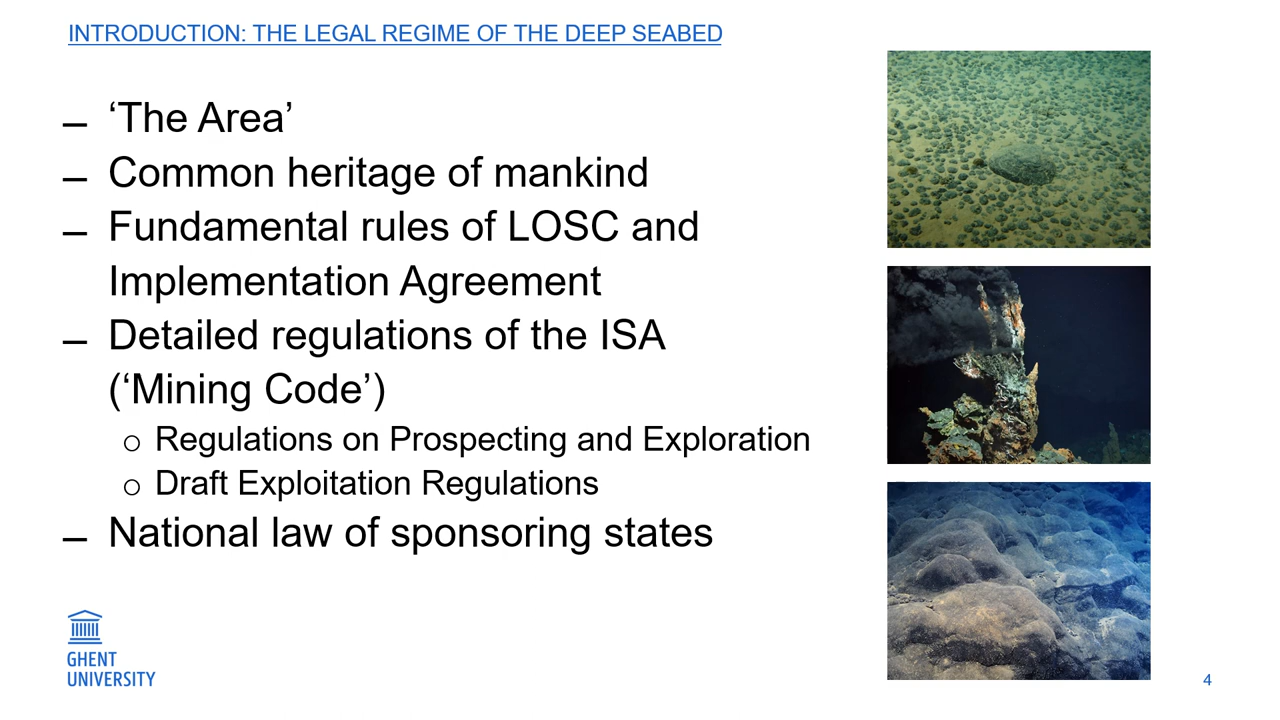 INTRODUCTION: THE LEGAL REGIME OF THE DEEP SEABED
– ‘The Area’
– Common heritage of mankind
– Fundamental rules of LOSC and
Implementation Agreement
– Detailed regulations of the ISA
(‘Mining Code’)
o Regulations on Prospecting and Exploration
o Draft Exploitation Regulations
– National law of sponsoring states
GHENT
UNIVERSITY
4